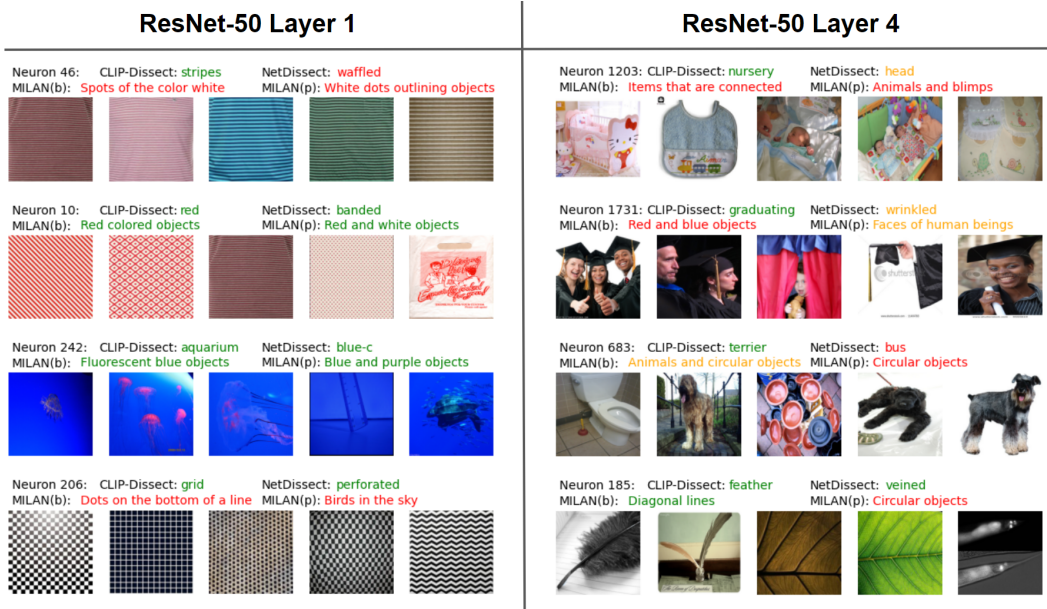 ResNet-50 Layer 1
Neuron 46: CLIP-Dissect: stripes NetDissect: waffled
MILAN(b): Spots of the color white MILAN(p): White dots outlining objects
Neuron 10: CLIP-Dissect: red NetDissect: banded
MILAN(b): Red colored objects MILAN(p): Red and white objects
Neuron 242: CLIP-Dissect: aquarium NetDissect: blue-c
MILAN(b): Fluorescent blue objects MILAN(p): Blue and purple objects
Neuron 206: CLIP-Dissect: grid NetDissect: perforated
MILAN(b): Dots on the bottom of a line MILAN(p): Birds in the sky
ResNet-50 Layer 4
Neuron 1203: CLIP-Dissect: nursery NetDissect: head
MILAN(b): Items that are connected MILAN(p): Animals and blimps
Neuron 1731: CLIP-Dissect: graduating NetDissect: wrinkled
MILAN(b): Red and blue objects MILAN(p): Faces of human beings
Neuron 683: CLIP-Dissect: terrier NetDissect: bus
MILAN(b): Animals and circular objects MILAN(p): Circular objects
Neuron 185: CLIP-Dissect: feather NetDissect: veined
MILAN(b): Diagonal lines MILAN(p): Circular objects